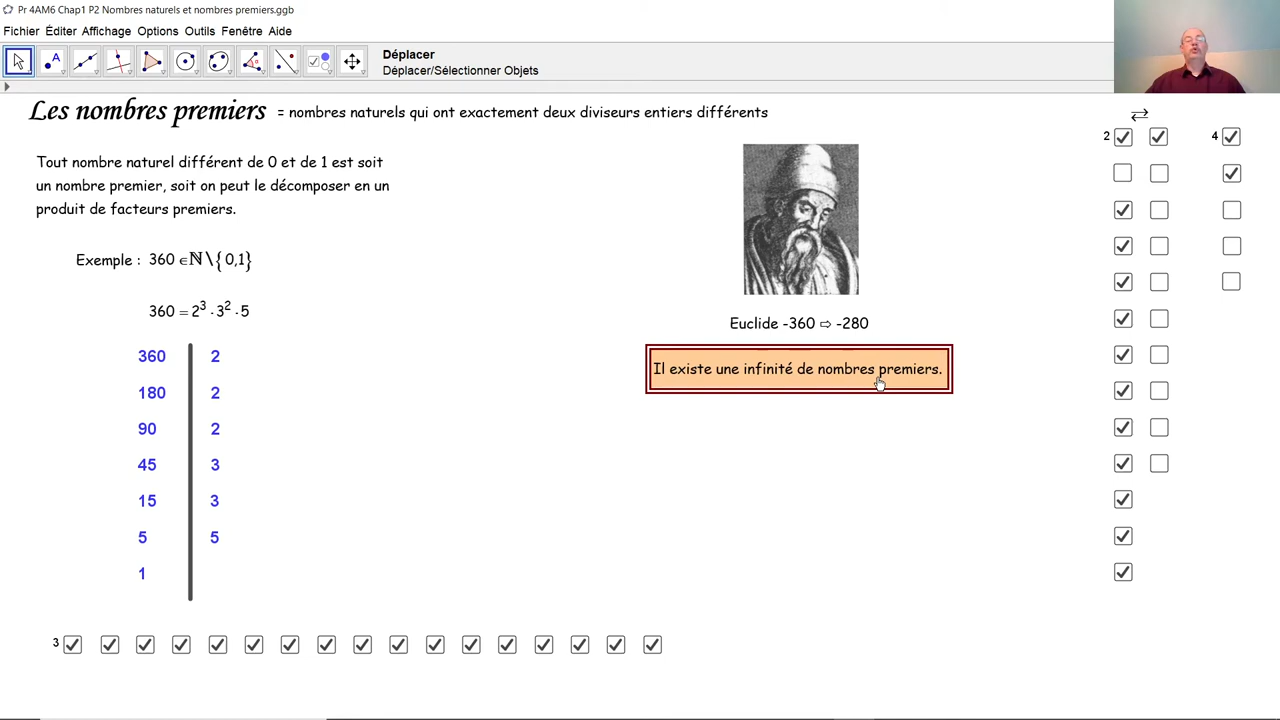 Pr 4AM6 Chap1 P2 Nombres naturels et nombres premiers.ggb
Fichier Éditer Affichage Options Outils Fenêtre Aide
Déplacer
Déplacer/Sélectionner Objets
Les nombres premiers = nombres naturels qui ont exactement deux diviseurs entiers différents
Tout nombre naturel différent de 0 et de 1 est soit
un nombre premier, soit on peut le décomposer en un
produit de facteurs premiers.
Exemple : 360 ∈ ℕ \ { 0,1}
360 = 2³ · 3² · 5
360 2
180 2
90 2
45 3
15 3
5 5
1
Euclide -360 ⇨ -280
Il existe une infinité de nombres premiers.
⇄
2
4
3